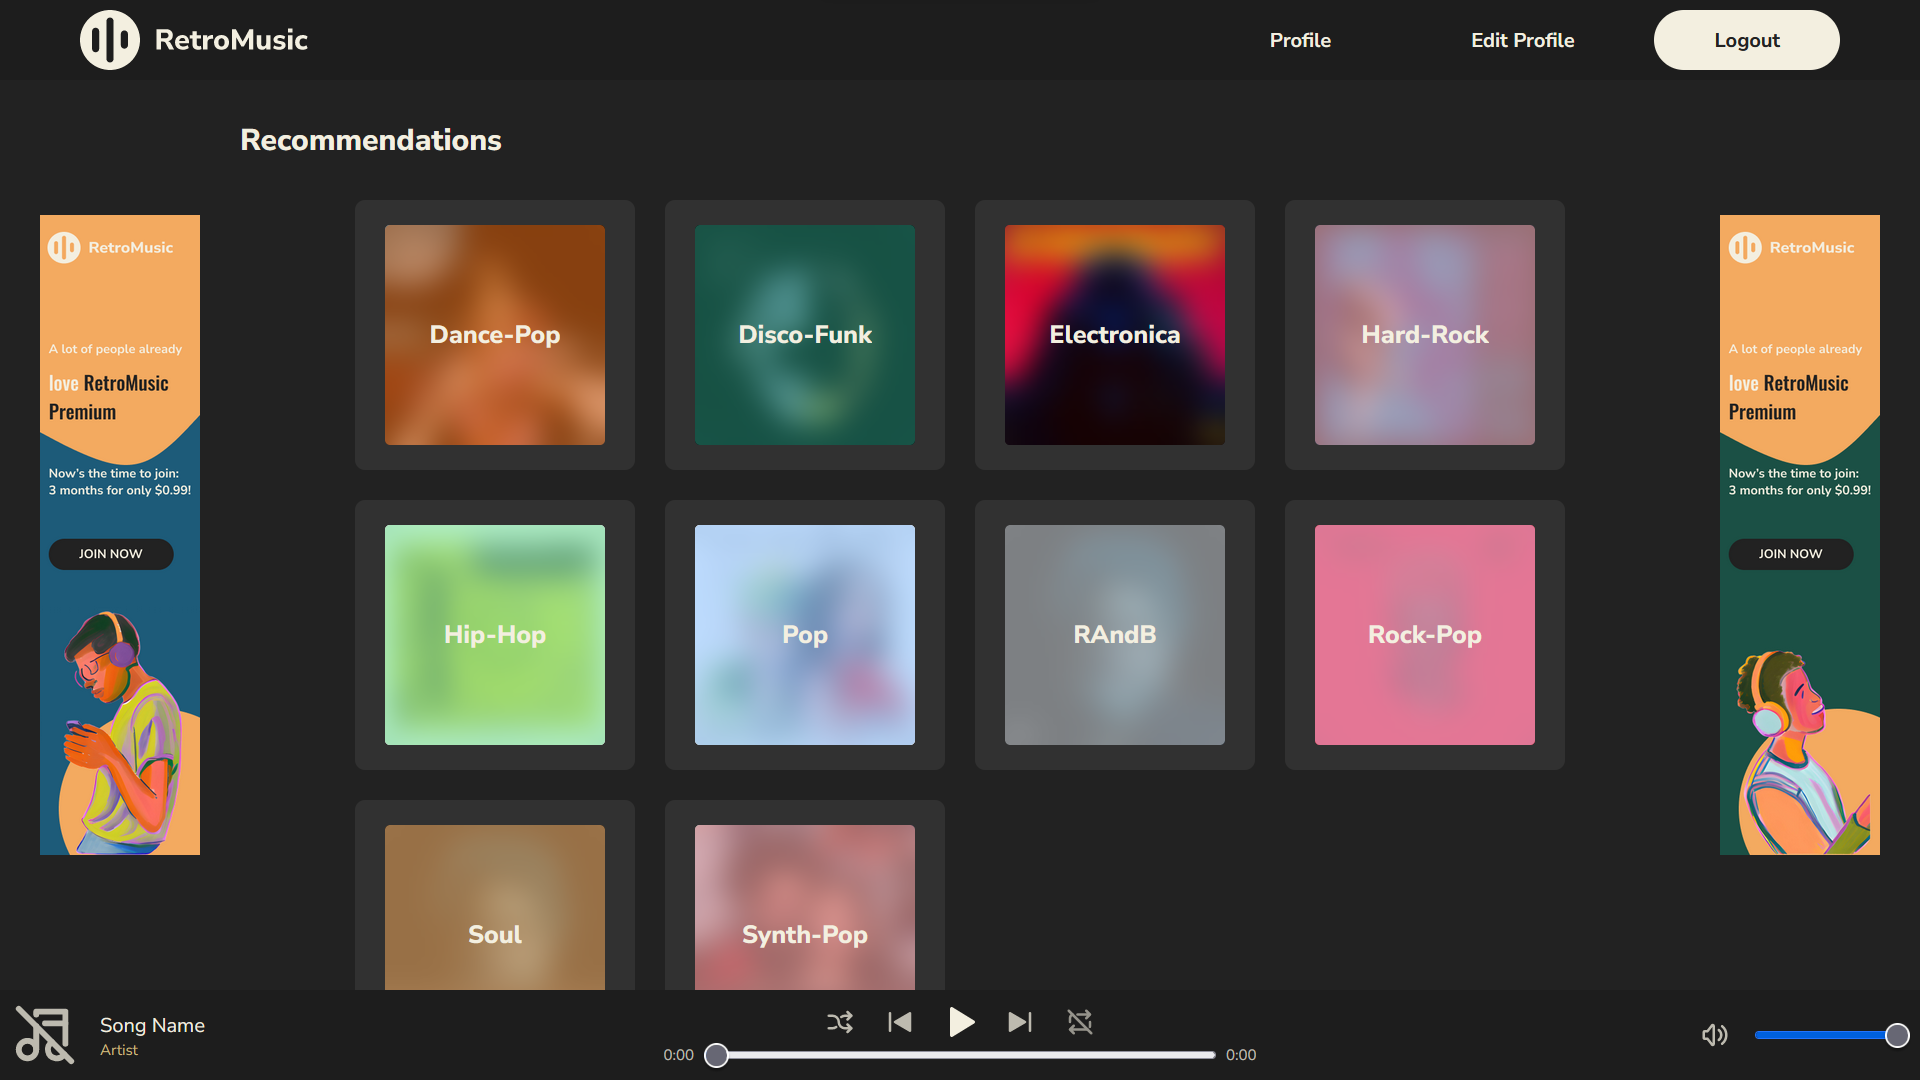 RetroMusic
Profile
Edit Profile
Logout
Recommendations
RetroMusic
A lot of people already
love RetroMusic
Premium
Now's the time to join:
3 months for only $0.99!
JOIN NOW
Dance-Pop
Disco-Funk
Electronica
Hard-Rock
Hip-Hop
Pop
RAndB
Rock-Pop
Soul
Synth-Pop
RetroMusic
A lot of people already
love RetroMusic
Premium
Now's the time to join:
3 months for only $0.99!
JOIN NOW
Song Name
Artist
0:00
0:00